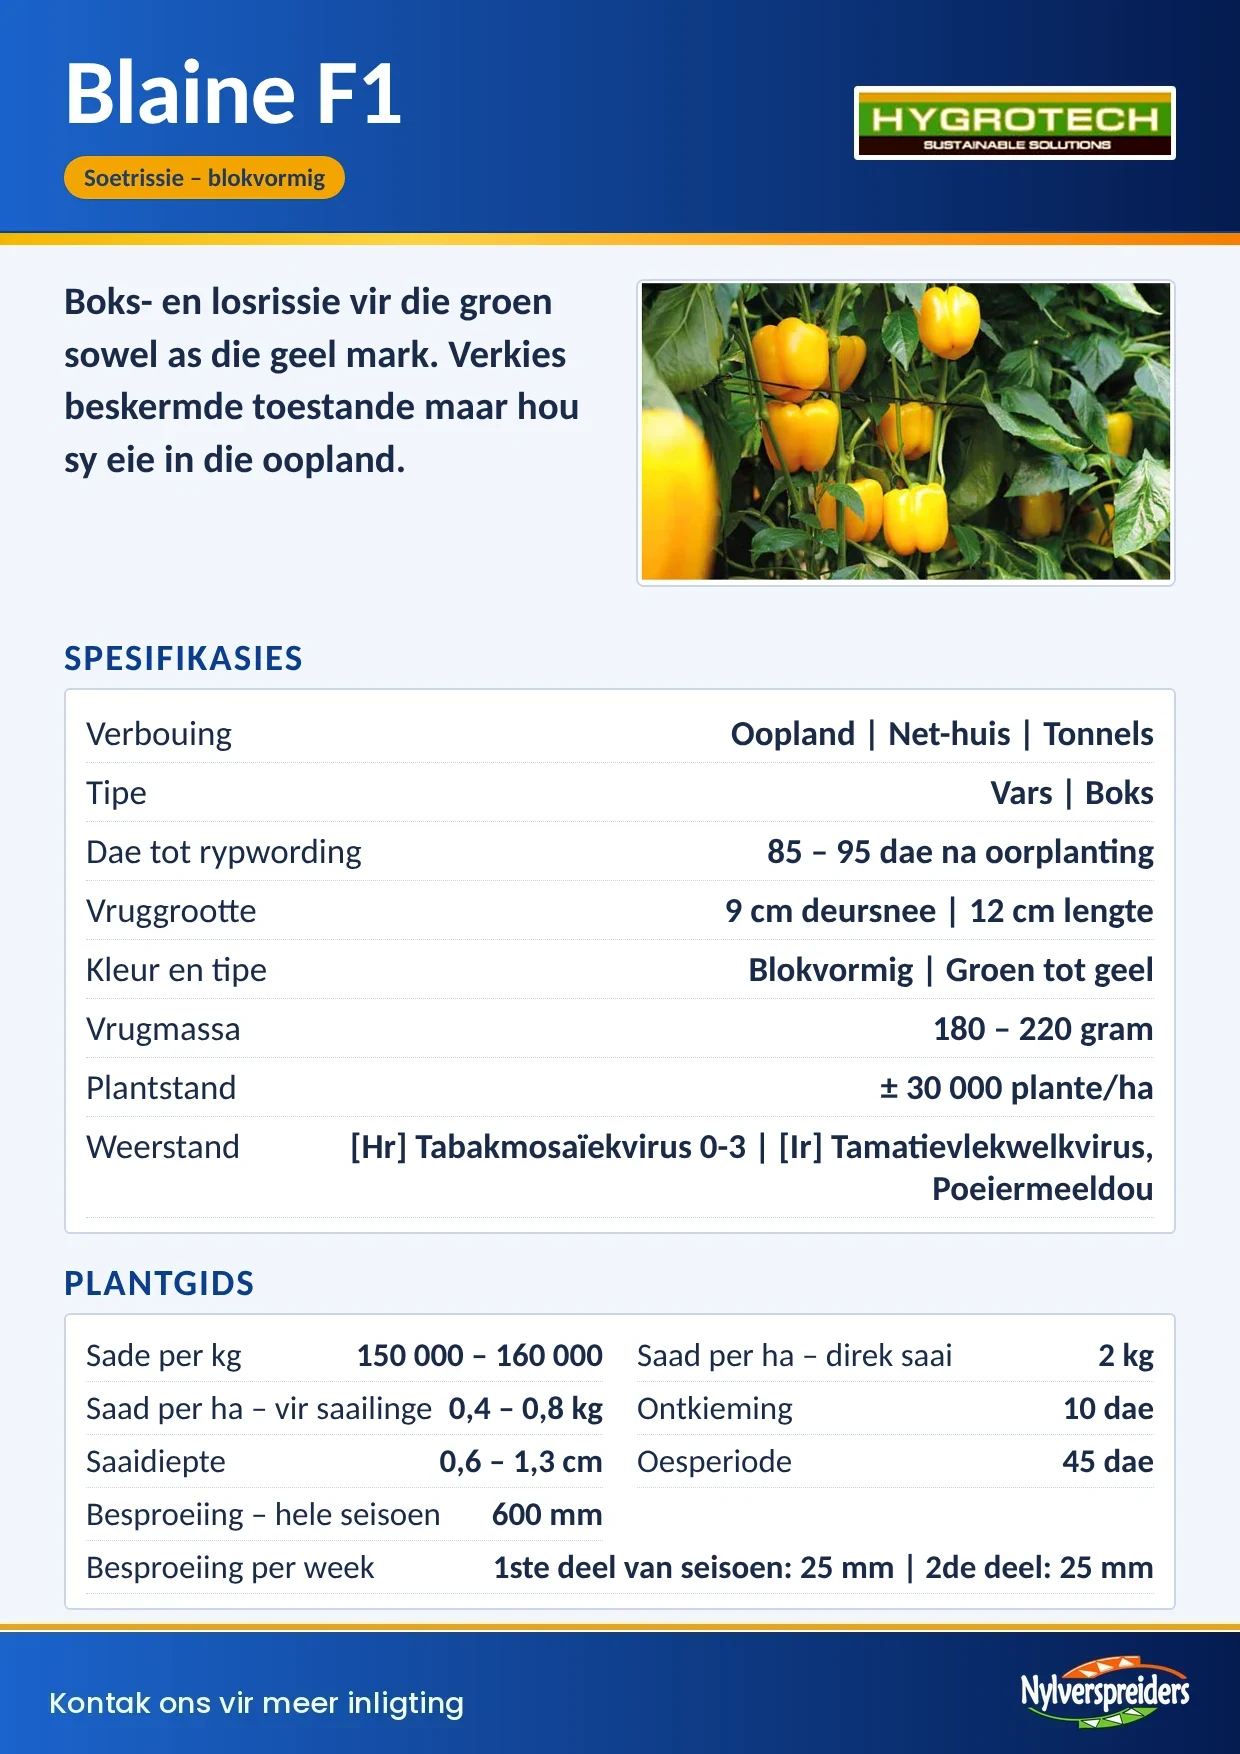 Blaine F1
Soetrissie – blokvormig
HYGROTECH
SUSTAINABLE SOLUTIONS
Boks- en losrissie vir die groen
sowel as die geel mark. Verkies
beskermde toestande maar hou
sy eie in die oopland.
SPESIFIKASIES
Verbouing Oopland | Net-huis | Tonnels
Tipe Vars | Boks
Dae tot rypwording 85 – 95 dae na oorplanting
Vruggrootte 9 cm deursnee | 12 cm lengte
Kleur en tipe Blokvormig | Groen tot geel
Vrugmassa 180 – 220 gram
Plantstand ± 30 000 plante/ha
Weerstand [Hr] Tabakmosaïekvirus 0-3 | [Ir] Tamatievlekwelkvirus,
Poeiermeeldou
PLANTGIDS
Sade per kg 150 000 – 160 000 Saad per ha – direk saai 2 kg
Saad per ha – vir saailinge 0,4 – 0,8 kg Ontkieming 10 dae
Saaidiepte 0,6 – 1,3 cm Oesperiode 45 dae
Besproeiing – hele seisoen 600 mm
Besproeiing per week 1ste deel van seisoen: 25 mm | 2de deel: 25 mm
Kontak ons vir meer inligting
Nylverspreiders